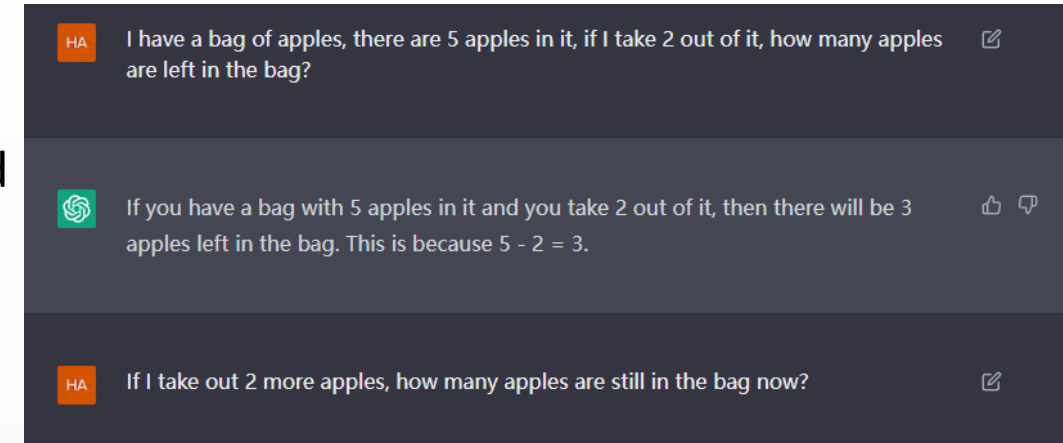 HA
I have a bag of apples, there are 5 apples in it, if I take 2 out of it, how many apples
are left in the bag?
If you have a bag with 5 apples in it and you take 2 out of it, then there will be 3
apples left in the bag. This is because 5 - 2 = 3.
HA
If I take out 2 more apples, how many apples are still in the bag now?